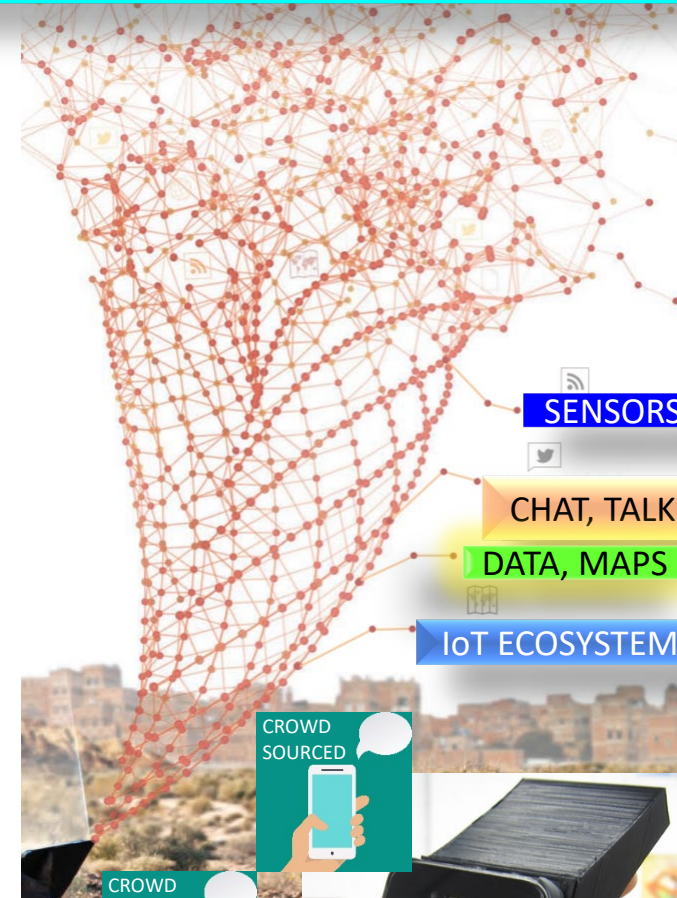 SENSORS
CHAT, TALK
DATA, MAPS
IoT ECOSYSTEM
CROWD
SOURCED
CROWD